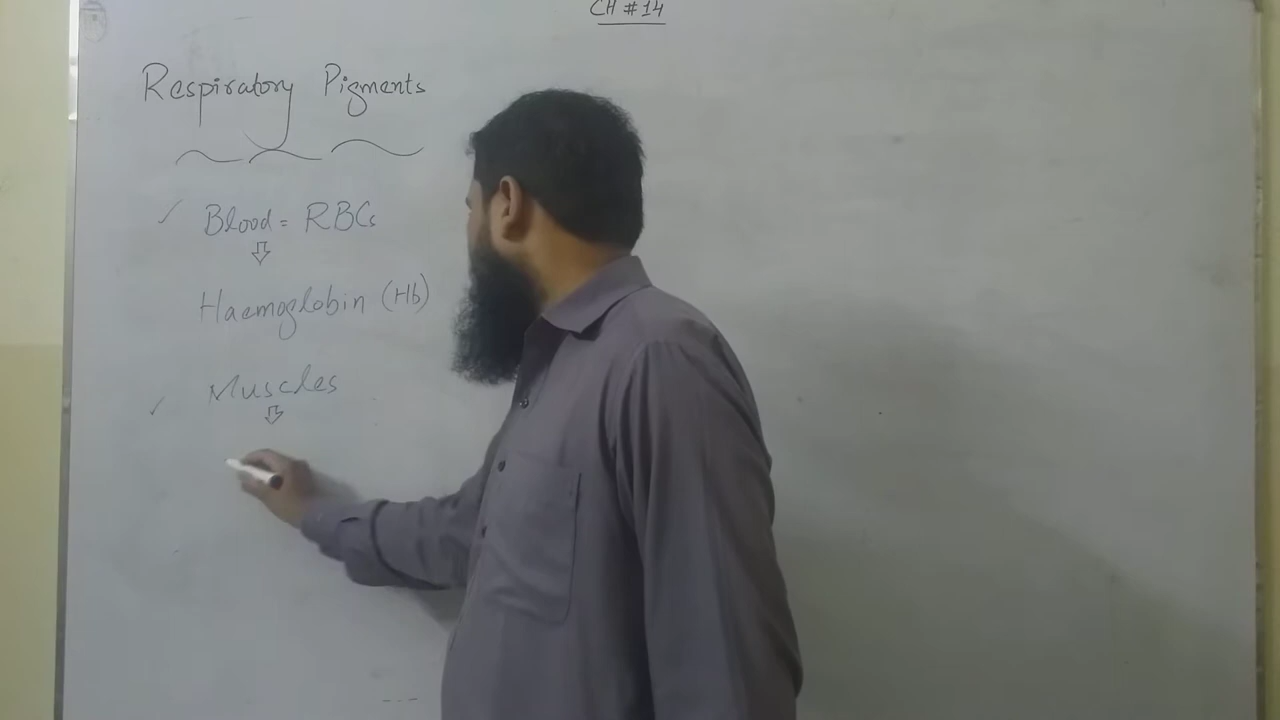 CH # 14
Respiratory Pigments
Blood = RBCs
Haemoglobin (Hb)
Muscles